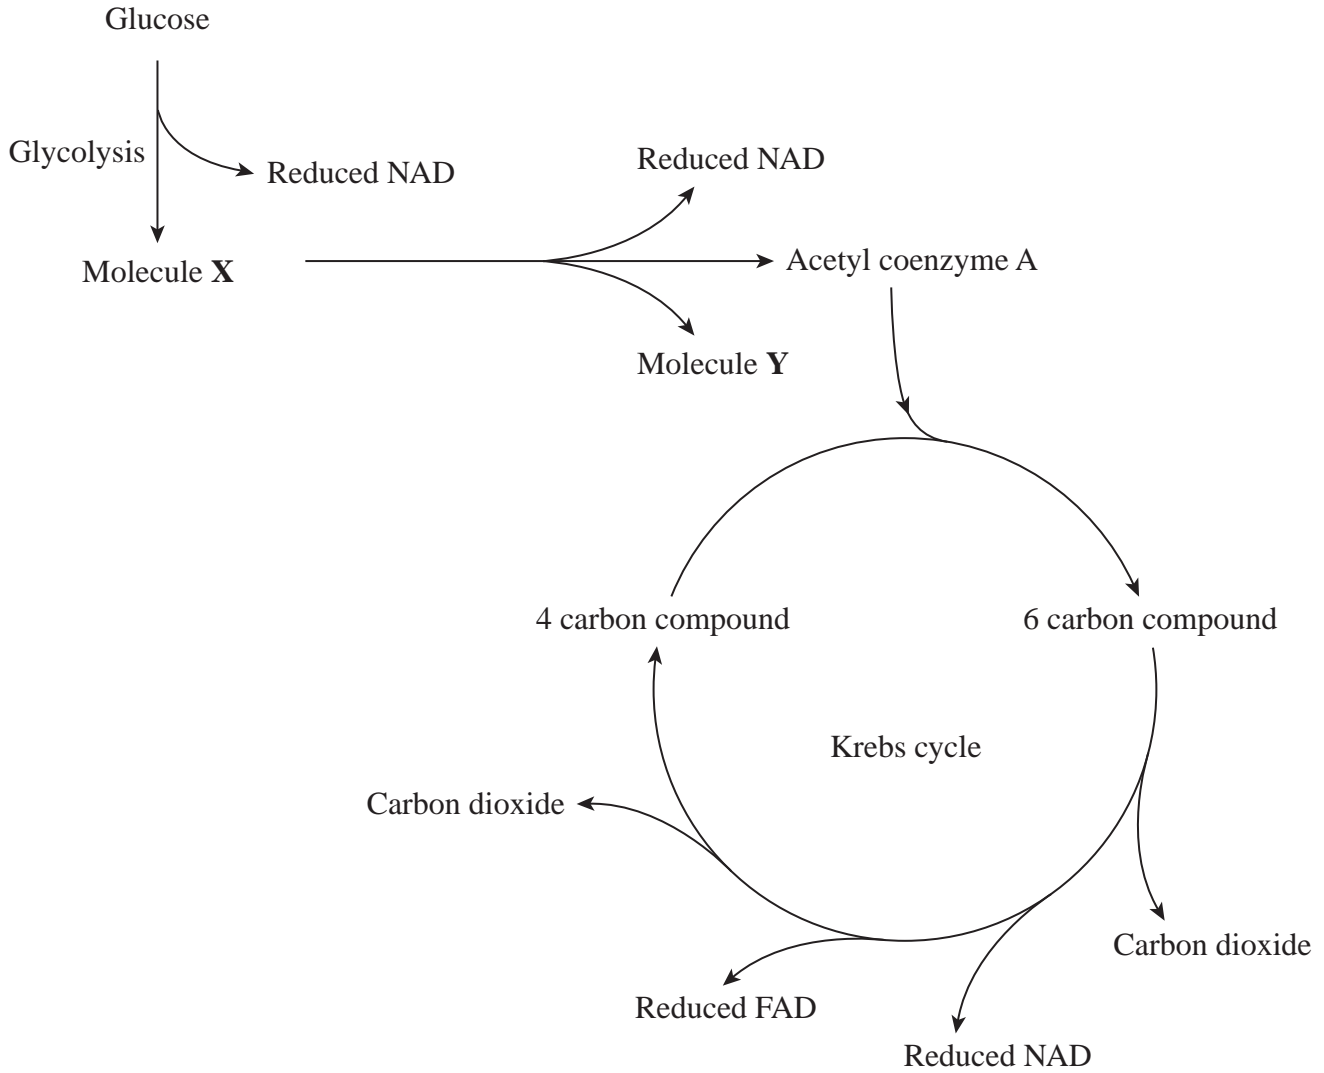 Glucose
Glycolysis
Reduced NAD
Reduced NAD
Molecule X
Acetyl coenzyme A
Molecule Y
4 carbon compound
6 carbon compound
Krebs cycle
Carbon dioxide
Carbon dioxide
Reduced FAD
Reduced NAD